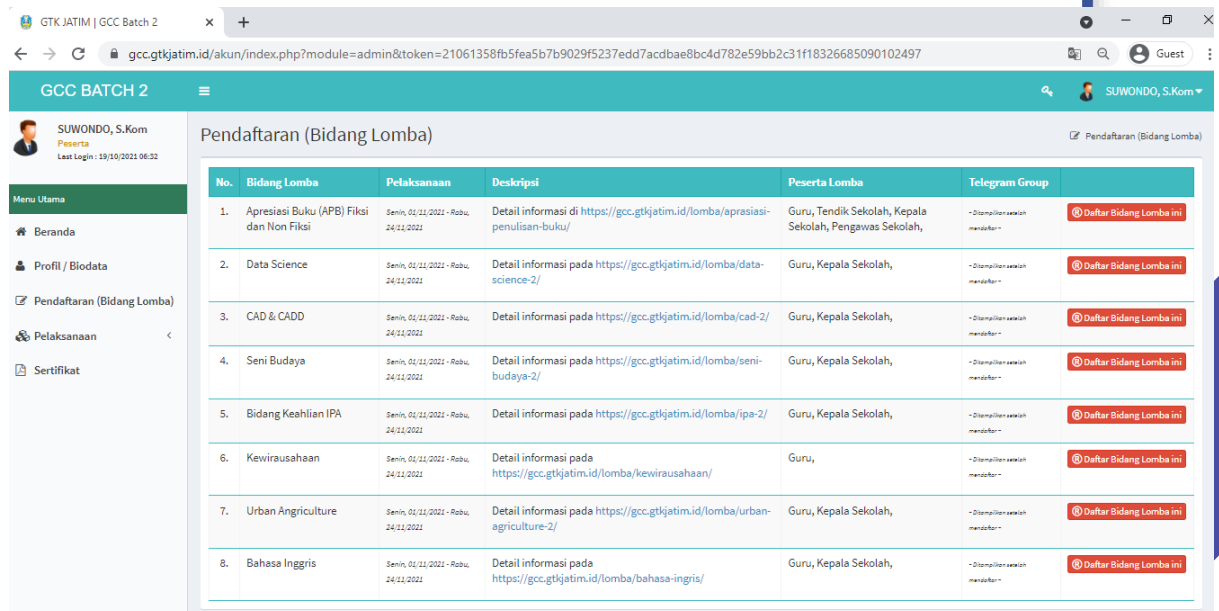 GTK JATIM | GCC Batch 2
gcc.gtkjatim.id/akun/index.php?module=admin&token=21061358fb5fea5b7b9029f5237edd7acdbae8bc4d782e59bb2c31f18326685090102497
Guest
GCC BATCH 2
SUWONDO, S.Kom
SUWONDO, S.Kom
Peserta
Last Login : 19/10/2021 06:32
Menu Utama
Beranda
Profil / Biodata
Pendaftaran (Bidang Lomba)
Pelaksanaan
Sertifikat
Pendaftaran (Bidang Lomba)
Pendaftaran (Bidang Lomba)
No. Bidang Lomba Pelaksanaan Deskripsi Peserta Lomba Telegram Group
1. Apresiasi Buku (APB) Fiksi Senin, 01/11/2021 - Rabu, Detail informasi di https://gcc.gtkjatim.id/lomba/aprasiasi- Guru, Tendik Sekolah, Kepala - Ditampilkan setelah ® Daftar Bidang Lomba ini
dan Non Fiksi 24/11/2021 penulisan-buku/ Sekolah, Pengawas Sekolah, mendaftar -
2. Data Science Senin, 01/11/2021 - Rabu, Detail informasi pada https://gcc.gtkjatim.id/lomba/data- Guru, Kepala Sekolah, - Ditampilkan setelah ® Daftar Bidang Lomba ini
24/11/2021 science-2/ mendaftar -
3. CAD & CADD Senin, 01/11/2021 - Rabu, Detail informasi pada https://gcc.gtkjatim.id/lomba/cad-2/ Guru, Kepala Sekolah, - Ditampilkan setelah ® Daftar Bidang Lomba ini
24/11/2021 mendaftar -
4. Seni Budaya Senin, 01/11/2021 - Rabu, Detail informasi pada https://gcc.gtkjatim.id/lomba/seni- Guru, Kepala Sekolah, - Ditampilkan setelah ® Daftar Bidang Lomba ini
24/11/2021 budaya-2/ mendaftar -
5. Bidang Keahlian IPA Senin, 01/11/2021 - Rabu, Detail informasi pada https://gcc.gtkjatim.id/lomba/ipa-2/ Guru, Kepala Sekolah, - Ditampilkan setelah ® Daftar Bidang Lomba ini
24/11/2021 mendaftar -
6. Kewirausahaan Senin, 01/11/2021 - Rabu, Detail informasi pada Guru, - Ditampilkan setelah ® Daftar Bidang Lomba ini
24/11/2021 https://gcc.gtkjatim.id/lomba/kewirausahaan/ mendaftar -
7. Urban Angriculture Senin, 01/11/2021 - Rabu, Detail informasi pada https://gcc.gtkjatim.id/lomba/urban- Guru, Kepala Sekolah, - Ditampilkan setelah ® Daftar Bidang Lomba ini
24/11/2021 agriculture-2/ mendaftar -
8. Bahasa Inggris Senin, 01/11/2021 - Rabu, Detail informasi pada Guru, Kepala Sekolah, - Ditampilkan setelah ® Daftar Bidang Lomba ini
24/11/2021 https://gcc.gtkjatim.id/lomba/bahasa-ingris/ mendaftar -